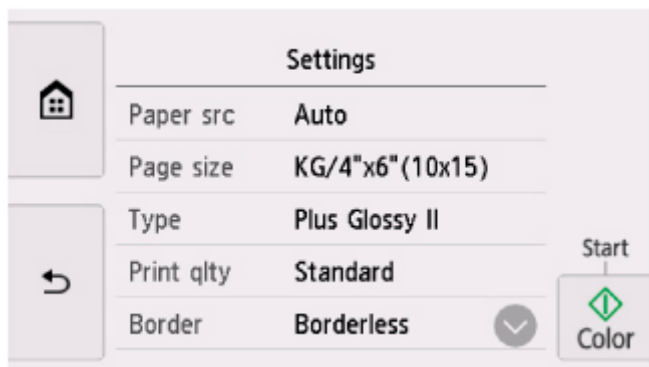 Settings
Paper src Auto
Page size KG/4"x6"(10x15)
Type Plus Glossy II
Print qlty Standard
Border Borderless
Start
Color